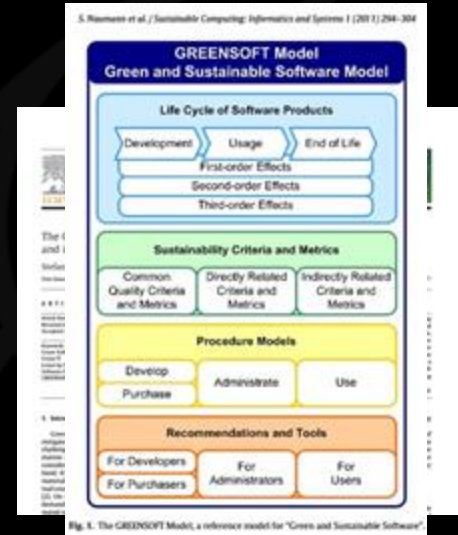 S. Naumann et al. / Sustainable Computing: Informatics and Systems 1 (2011) 294–304
GREENSOFT Model
Green and Sustainable Software Model
Life Cycle of Software Products
Development
Usage
End of Life
First-order Effects
Second-order Effects
Third-order Effects
Sustainability Criteria and Metrics
Common Quality Criteria and Metrics
Directly Related Criteria and Metrics
Indirectly Related Criteria and Metrics
Procedure Models
Develop
Purchase
Administrate
Use
Recommendations and Tools
For Developers
For Purchasers
For Administrators
For Users
Fig. 1. The GREENSOFT Model, a reference model for "Green and Sustainable Software".